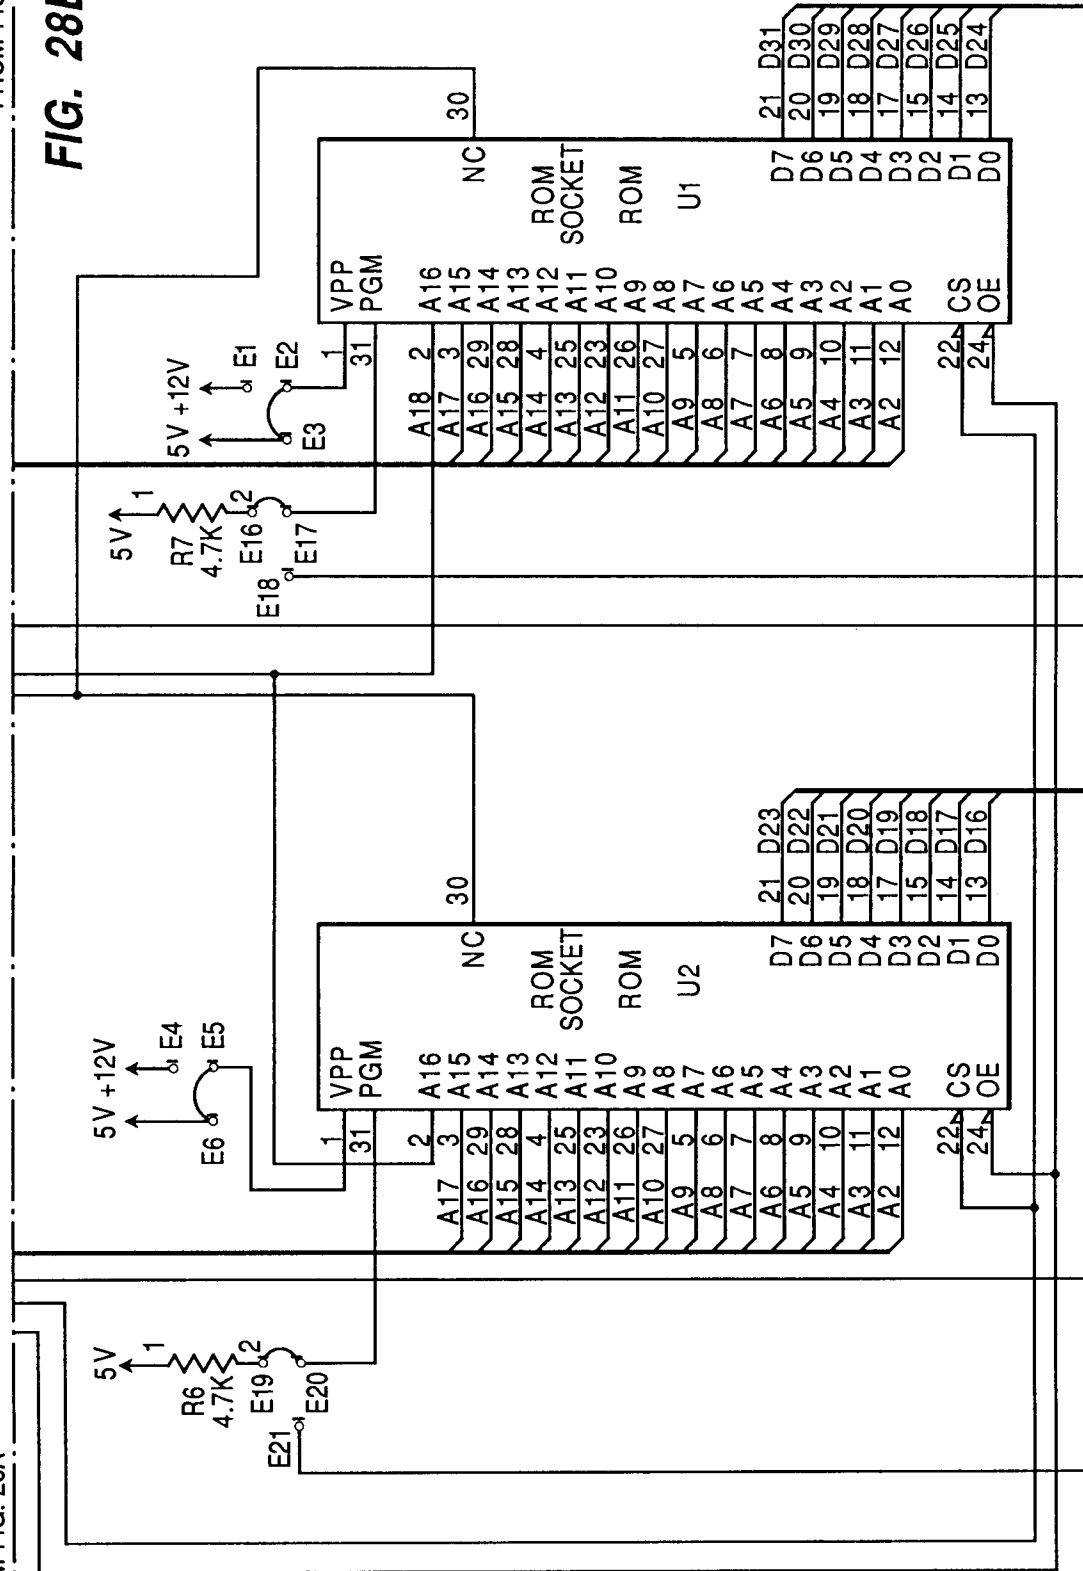 FIG. 28
5V +12V
E1
E2
E3
5V
1
R7
4.7K
2
E16
E17
E18
30
NC
1 VPP
31 PGM
ROM
SOCKET
ROM
U1
A18 2 A16
A17 3 A15
A16 29 A14
A15 28 A13
A14 4 A12
A13 25 A11
A12 23 A10
A11 26 A9
A10 27 A8
A9 5 A7
A8 6 A6
A7 7 A5
A6 8 A4
A5 9 A3
A4 10 A2
A3 11 A1
A2 12 A0
22 CS
24 OE
D7 21 D31
D6 20 D30
D5 19 D29
D4 18 D28
D3 17 D27
D2 15 D26
D1 14 D25
D0 13 D24
5V +12V
E4
E5
E6
5V
1
R6
4.7K
2
E19
E20
E21
30
NC
1 VPP
31 PGM
ROM
SOCKET
ROM
U2
2 A16
A17 3 A15
A16 29 A14
A15 28 A13
A14 4 A12
A13 25 A11
A12 23 A10
A11 26 A9
A10 27 A8
A9 5 A7
A8 6 A6
A7 7 A5
A6 8 A4
A5 9 A3
A4 10 A2
A3 11 A1
A2 12 A0
22 CS
24 OE
D7 21 D23
D6 20 D22
D5 19 D21
D4 18 D20
D3 17 D19
D2 15 D18
D1 14 D17
D0 13 D16